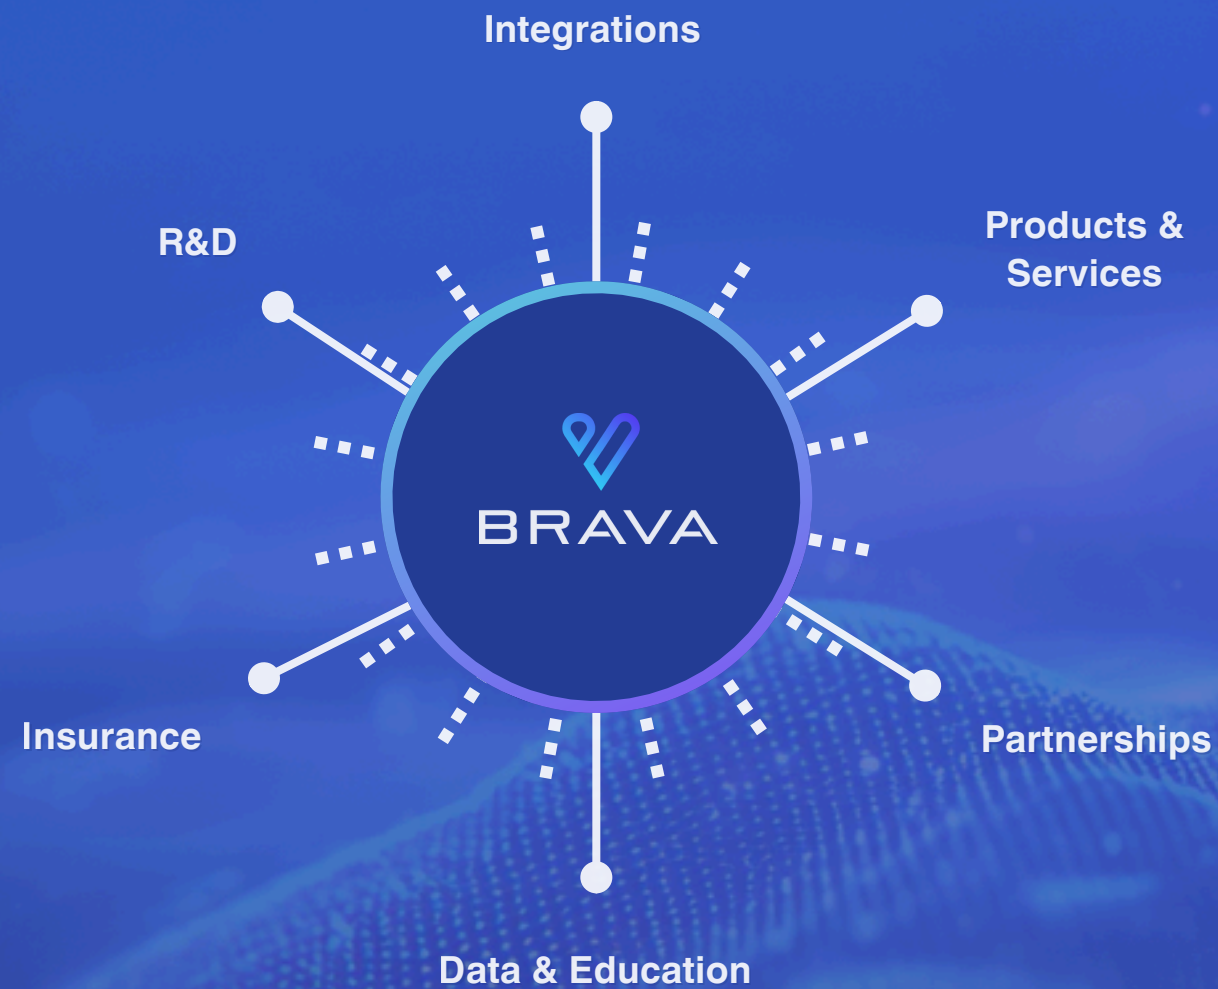 Integrations
R&D
Products &
Services
BRAVA
Insurance
Partnerships
Data & Education